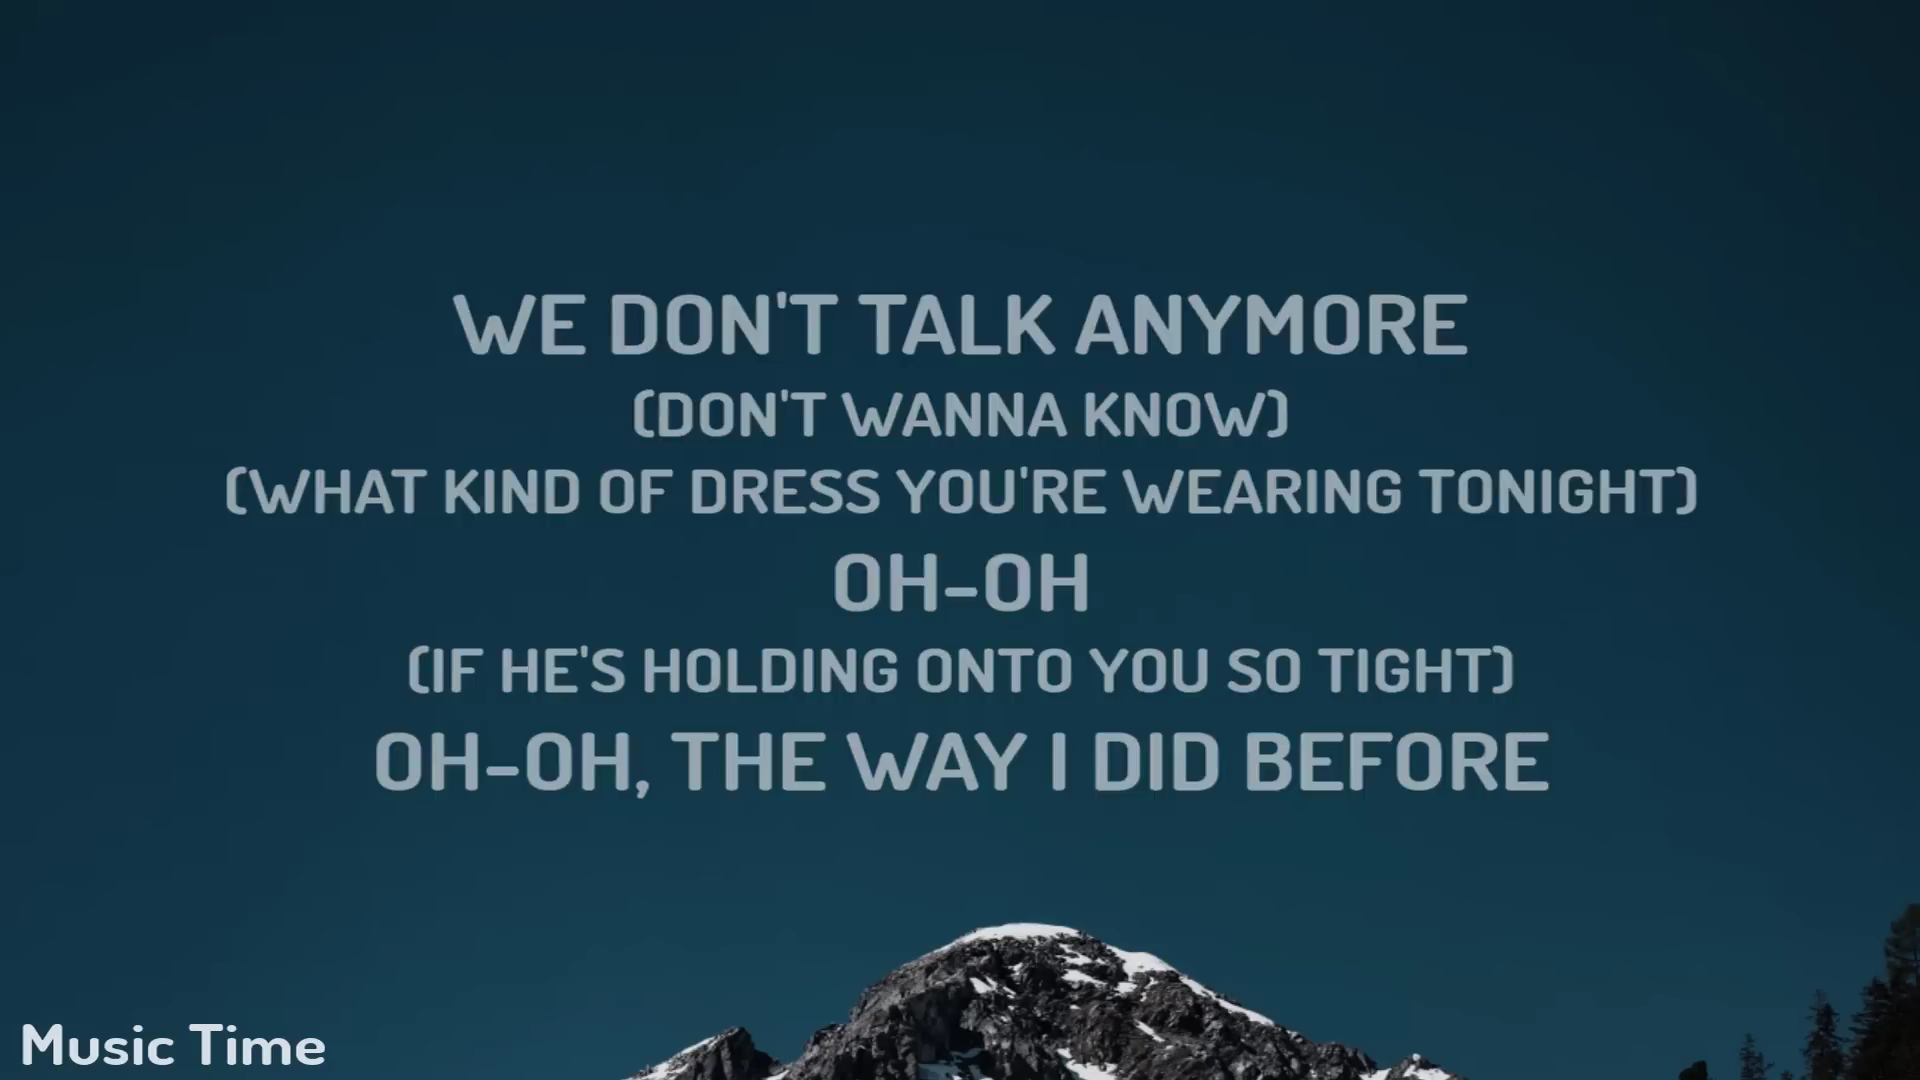 WE DON'T TALK ANYMORE
(DON'T WANNA KNOW)
(WHAT KIND OF DRESS YOU'RE WEARING TONIGHT)
OH-OH
(IF HE'S HOLDING ONTO YOU SO TIGHT)
OH-OH, THE WAY I DID BEFORE
Music Time